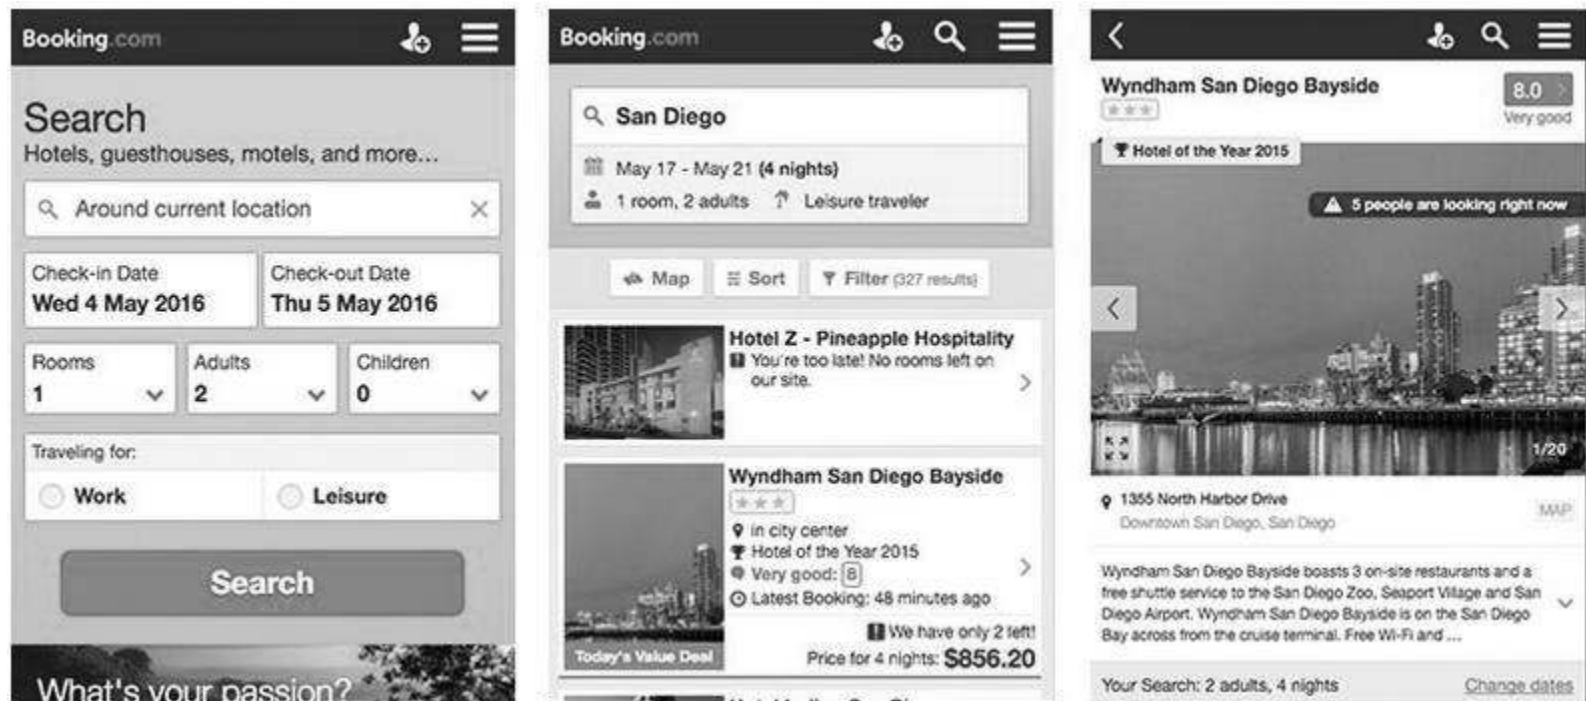 Booking.com
Search
Hotels, guesthouses, motels, and more...
Around current location
Check-in Date
Wed 4 May 2016
Check-out Date
Thu 5 May 2016
Rooms
1
Adults
2
Children
0
Traveling for:
Work
Leisure
Search
What's your passion?
Booking.com
San Diego
May 17 - May 21 (4 nights)
1 room, 2 adults Leisure traveler
Map
Sort
Filter (327 results)
Hotel Z - Pineapple Hospitality
You're too late! No rooms left on
our site.
Wyndham San Diego Bayside
in city center
Hotel of the Year 2015
Very good: 8
Latest Booking: 48 minutes ago
We have only 2 left!
Today's Value Deal
Price for 4 nights: $856.20
Wyndham San Diego Bayside
8.0
Very good
Hotel of the Year 2015
5 people are looking right now
1/20
1355 North Harbor Drive
Downtown San Diego, San Diego
MAP
Wyndham San Diego Bayside boasts 3 on-site restaurants and a
free shuttle service to the San Diego Zoo, Seaport Village and San
Diego Airport. Wyndham San Diego Bayside is on the San Diego
Bay across from the cruise terminal. Free Wi-Fi and ...
Your Search: 2 adults, 4 nights
Change dates